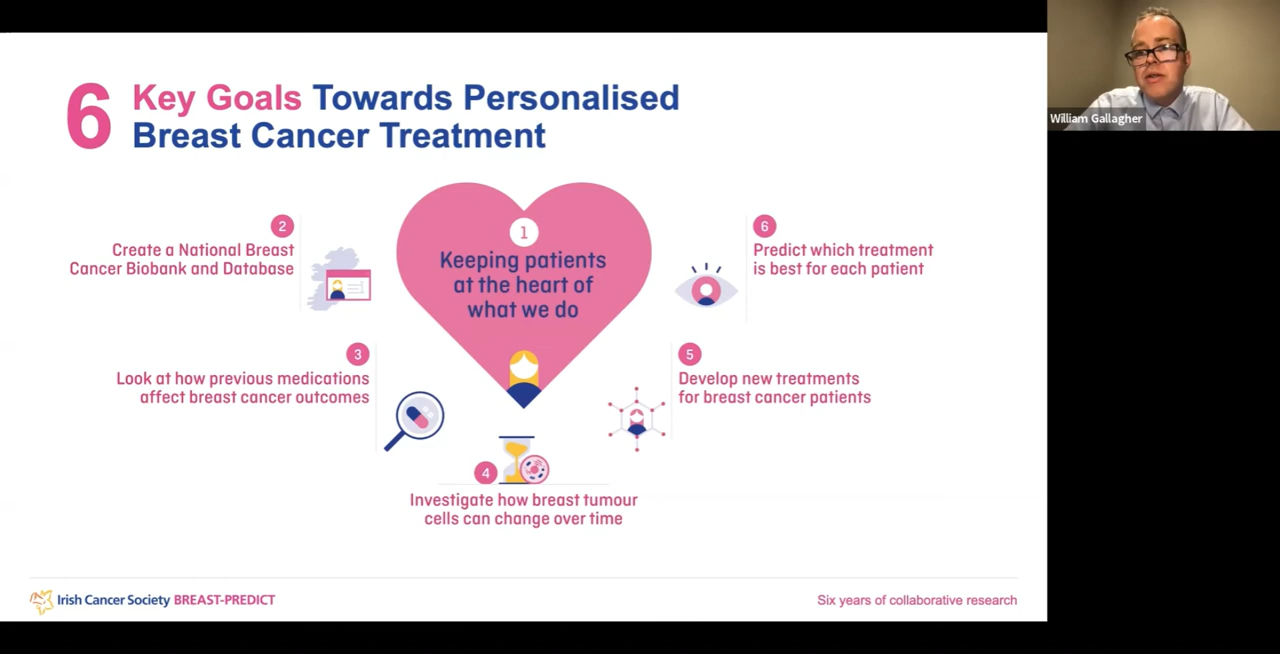 6
Key Goals Towards Personalised
Breast Cancer Treatment
1
Keeping patients
at the heart of
what we do
2
Create a National Breast
Cancer Biobank and Database
3
Look at how previous medications
affect breast cancer outcomes
4
Investigate how breast tumour
cells can change over time
5
Develop new treatments
for breast cancer patients
6
Predict which treatment
is best for each patient
Irish Cancer Society BREAST-PREDICT
Six years of collaborative research
William Gallagher